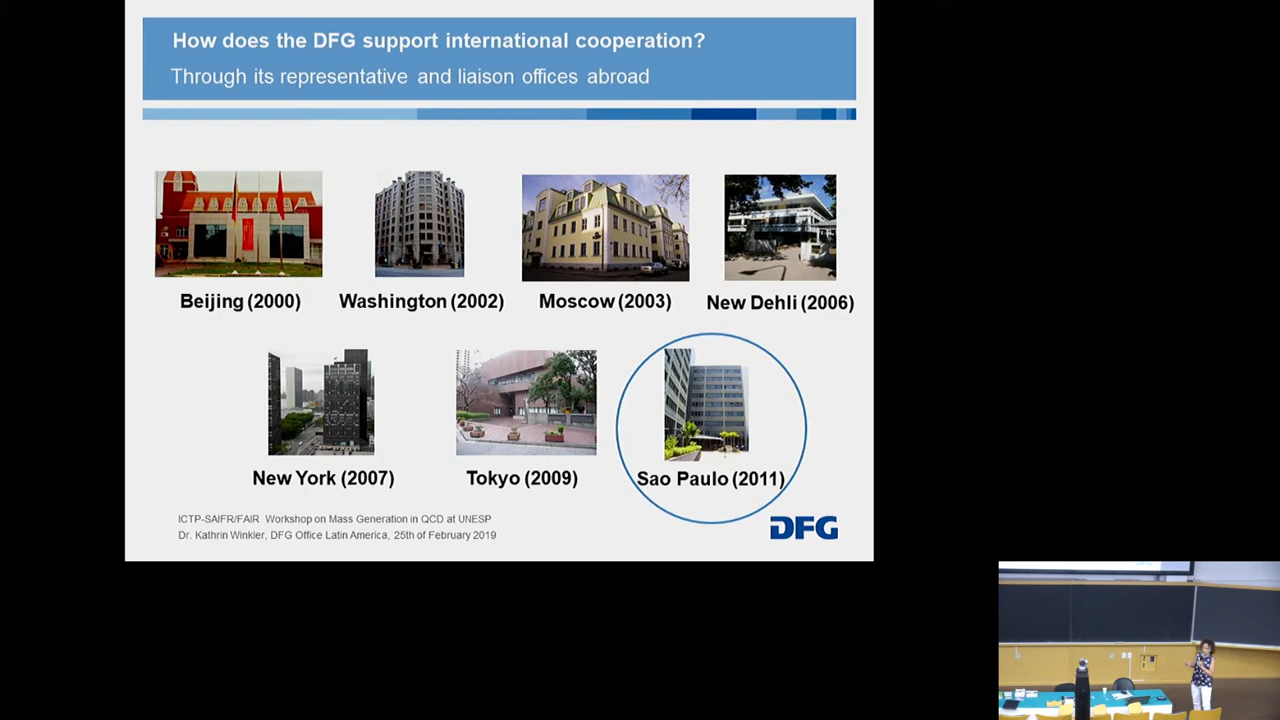 How does the DFG support international cooperation?
Through its representative and liaison offices abroad
Beijing (2000)
Washington (2002)
Moscow (2003)
New Dehli (2006)
New York (2007)
Tokyo (2009)
Sao Paulo (2011)
ICTP-SAIFR/FAIR Workshop on Mass Generation in QCD at UNESP
Dr. Kathrin Winkler, DFG Office Latin America, 25th of February 2019
DFG